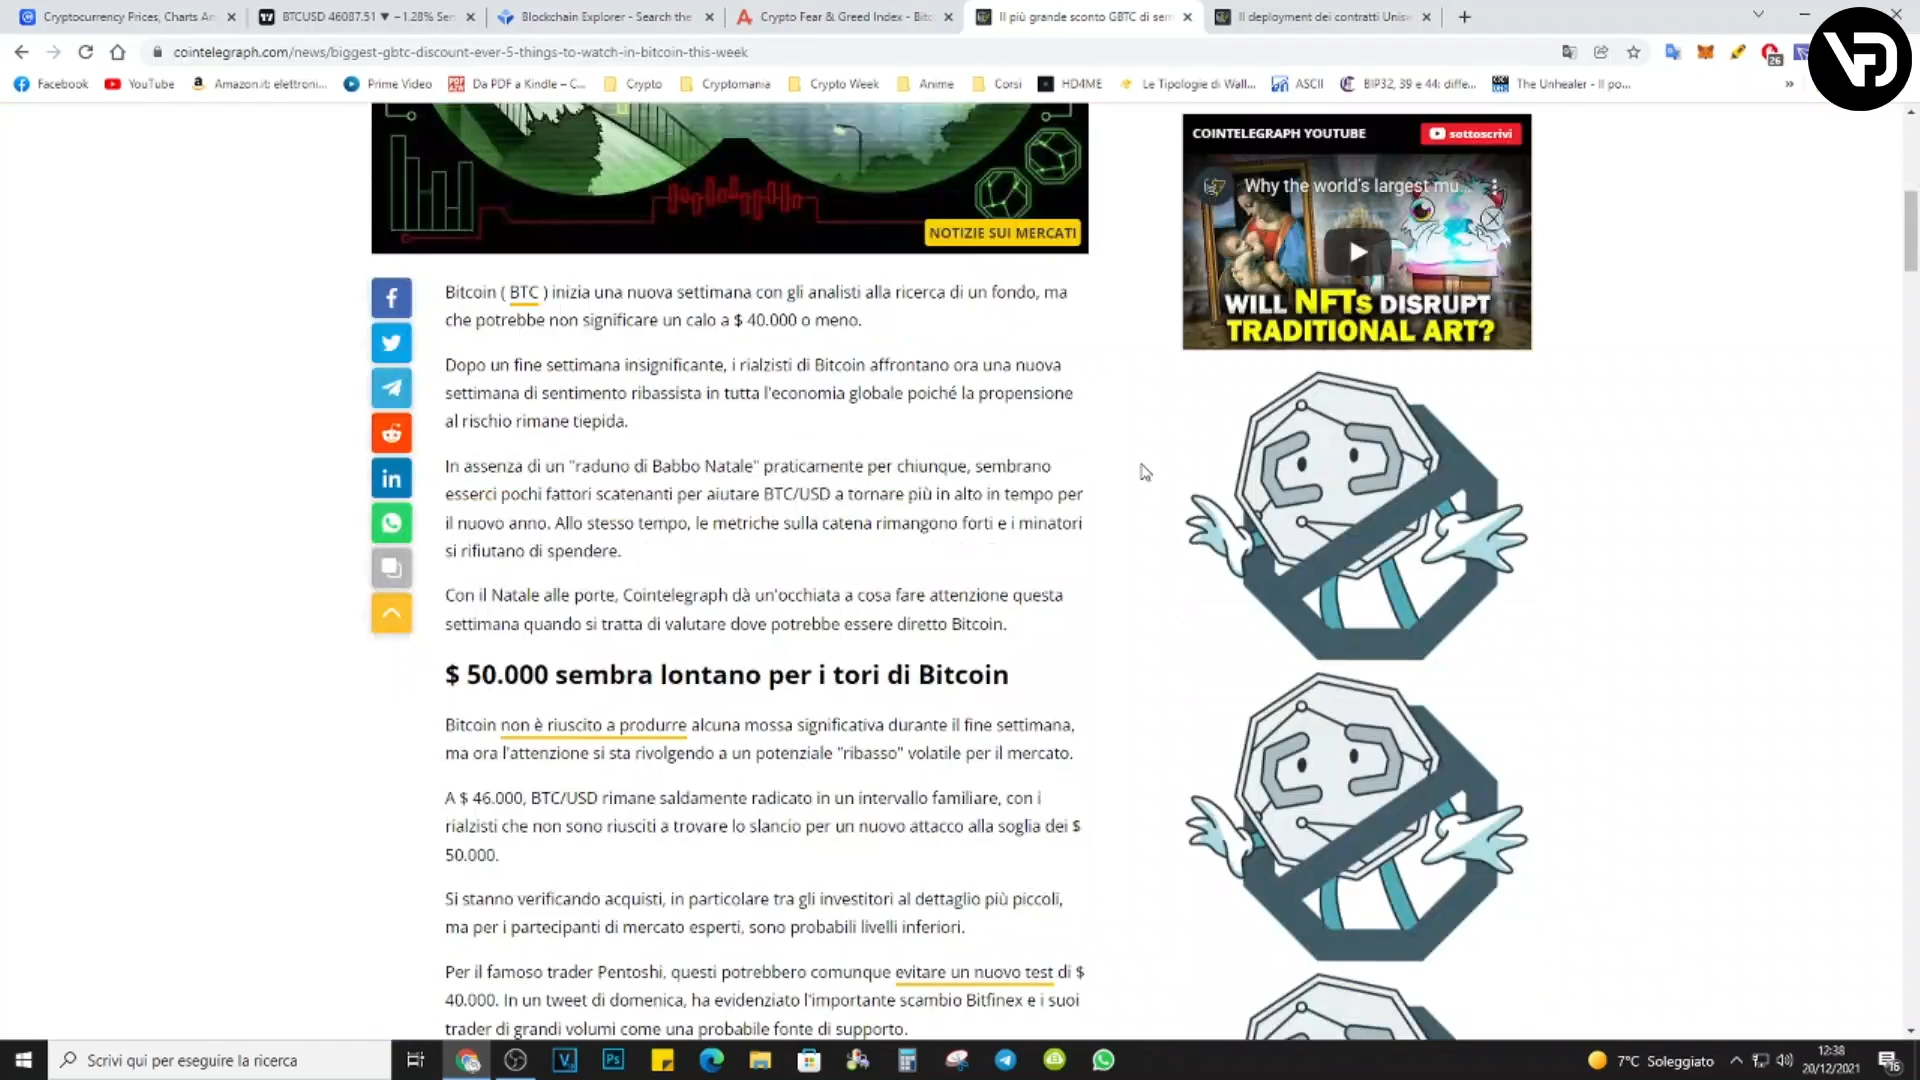 Cryptocurrency Prices, Charts An
BTCUSD 46087.51 ▼ −1.28% Sen
Blockchain Explorer - Search the
Crypto Fear & Greed Index - Bitc
Il più grande sconto GBTC di sem
Il deployment dei contratti Unis
cointelegraph.com/news/biggest-gbtc-discount-ever-5-things-to-watch-in-bitcoin-this-week
26
Facebook
YouTube
Amazon.it elettroni...
Prime Video
Da PDF a Kindle – C...
Crypto
Cryptomania
Crypto Week
Anime
Corsi
HD4ME
Le Tipologie di Wall...
ASCII
BIP32, 39 e 44: diffe...
The Unhealer - Il po...
»
NOTIZIE SUI MERCATI
COINTELEGRAPH YOUTUBE
sottoscrivi
Why the world's largest mu...
WILL NFTs DISRUPT
TRADITIONAL ART?
Bitcoin ( BTC ) inizia una nuova settimana con gli analisti alla ricerca di un fondo, ma
che potrebbe non significare un calo a $ 40.000 o meno.
Dopo un fine settimana insignificante, i rialzisti di Bitcoin affrontano ora una nuova
settimana di sentimento ribassista in tutta l'economia globale poiché la propensione
al rischio rimane tiepida.
In assenza di un "raduno di Babbo Natale" praticamente per chiunque, sembrano
esserci pochi fattori scatenanti per aiutare BTC/USD a tornare più in alto in tempo per
il nuovo anno. Allo stesso tempo, le metriche sulla catena rimangono forti e i minatori
si rifiutano di spendere.
Con il Natale alle porte, Cointelegraph dà un'occhiata a cosa fare attenzione questa
settimana quando si tratta di valutare dove potrebbe essere diretto Bitcoin.
$ 50.000 sembra lontano per i tori di Bitcoin
Bitcoin non è riuscito a produrre alcuna mossa significativa durante il fine settimana,
ma ora l'attenzione si sta rivolgendo a un potenziale "ribasso" volatile per il mercato.
A $ 46.000, BTC/USD rimane saldamente radicato in un intervallo familiare, con i
rialzisti che non sono riusciti a trovare lo slancio per un nuovo attacco alla soglia dei $
50.000.
Si stanno verificando acquisti, in particolare tra gli investitori al dettaglio più piccoli,
ma per i partecipanti di mercato esperti, sono probabili livelli inferiori.
Per il famoso trader Pentoshi, questi potrebbero comunque evitare un nuovo test di $
40.000. In un tweet di domenica, ha evidenziato l'importante scambio Bitfinex e i suoi
trader di grandi volumi come una probabile fonte di supporto.
Scrivi qui per eseguire la ricerca
7°C Soleggiato
12:38
20/12/2021
16